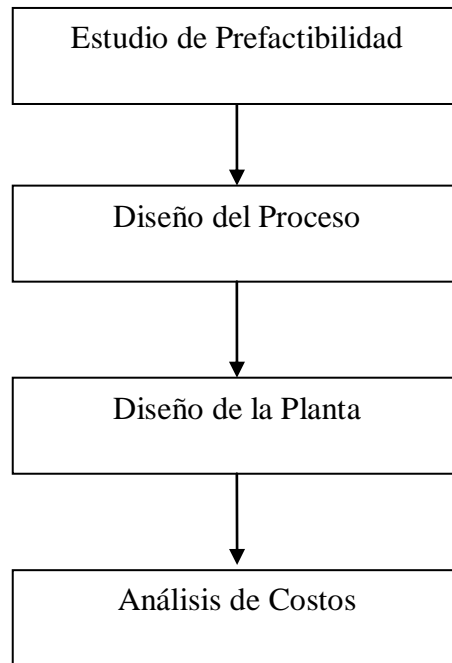 Estudio de Prefactibilidad
Diseño del Proceso
Diseño de la Planta
Análisis de Costos